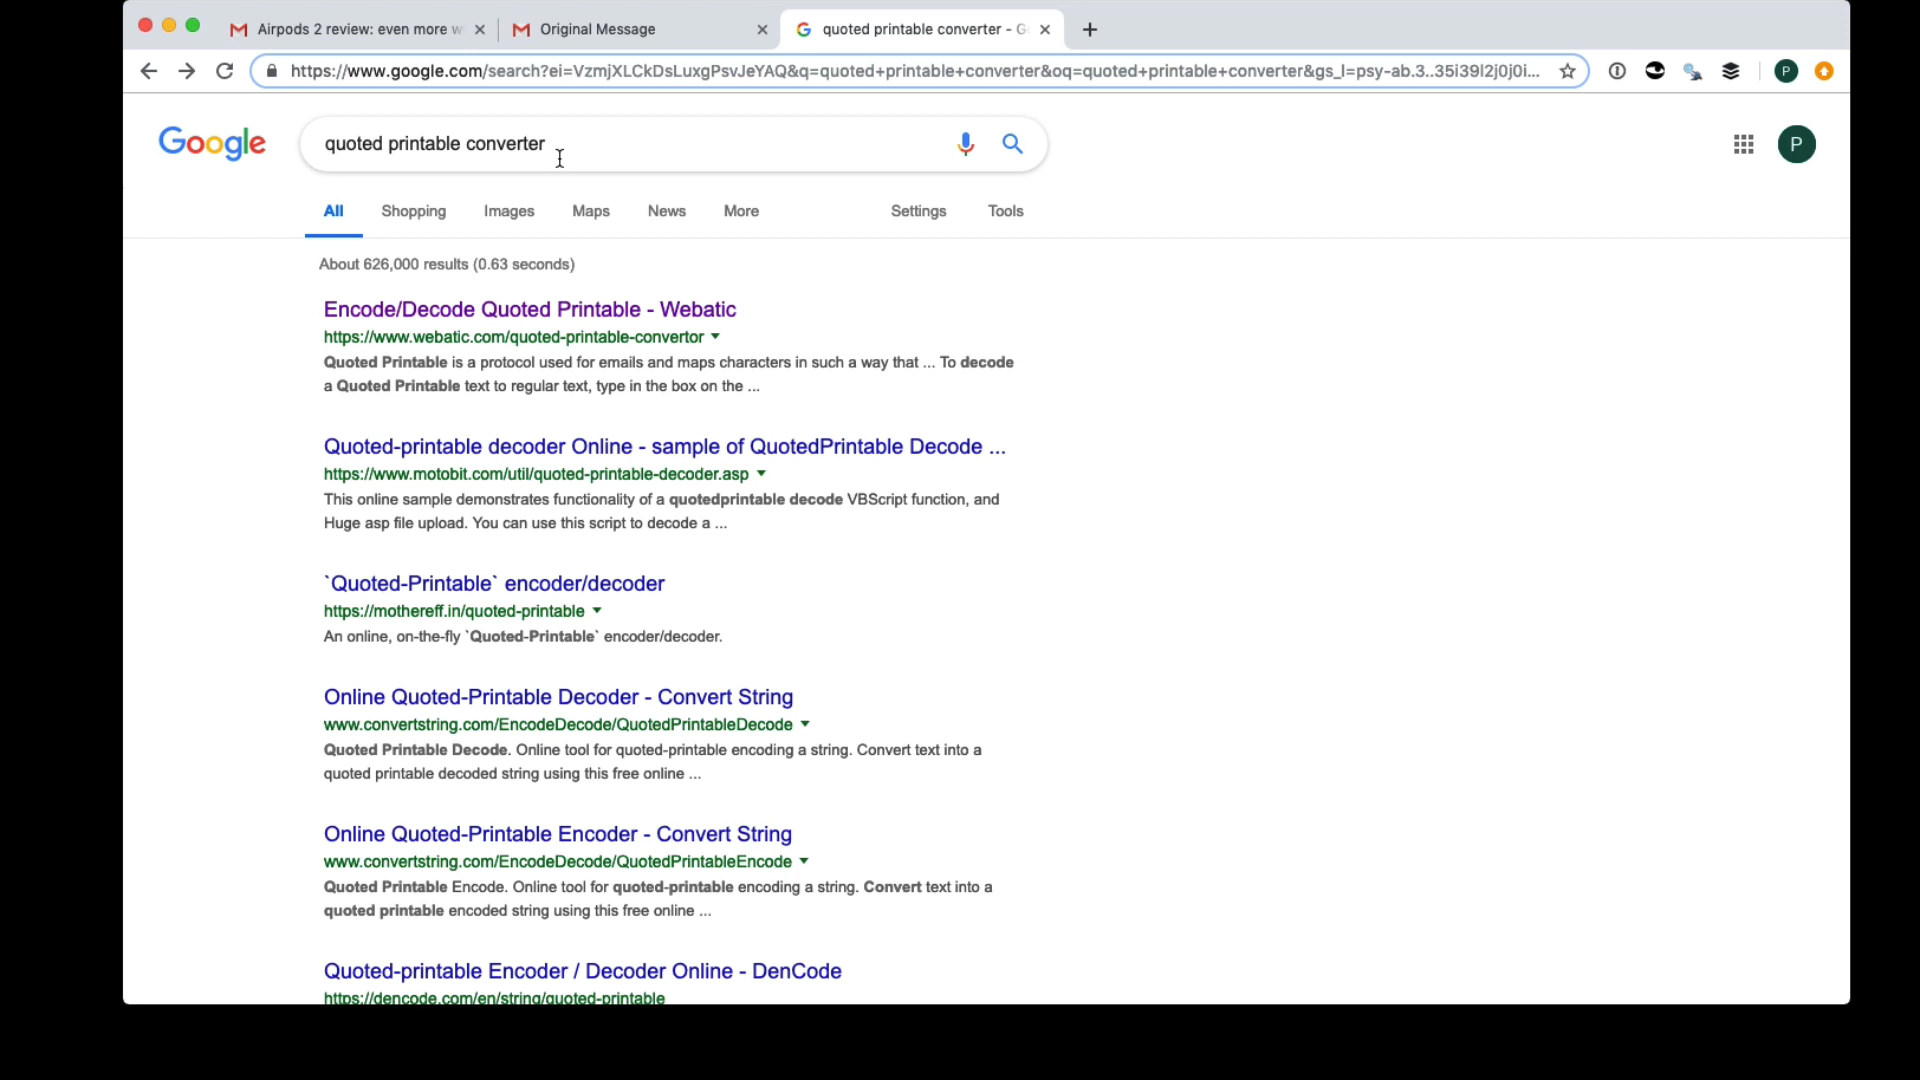 Airpods 2 review: even more w
Original Message
quoted printable converter - G
https://www.google.com/search?ei=VzmjXLCkDsLuxgPsvJeYAQ&q=quoted+printable+converter&oq=quoted+printable+converter&gs_l=psy-ab.3..35i39l2j0j0i...
P
Google
quoted printable converter
P
All Shopping Images Maps News More Settings Tools
About 626,000 results (0.63 seconds)
Encode/Decode Quoted Printable - Webatic
https://www.webatic.com/quoted-printable-convertor
Quoted Printable is a protocol used for emails and maps characters in such a way that ... To decode
a Quoted Printable text to regular text, type in the box on the ...
Quoted-printable decoder Online - sample of QuotedPrintable Decode ...
https://www.motobit.com/util/quoted-printable-decoder.asp
This online sample demonstrates functionality of a quotedprintable decode VBScript function, and
Huge asp file upload. You can use this script to decode a ...
`Quoted-Printable` encoder/decoder
https://mothereff.in/quoted-printable
An online, on-the-fly `Quoted-Printable` encoder/decoder.
Online Quoted-Printable Decoder - Convert String
www.convertstring.com/EncodeDecode/QuotedPrintableDecode
Quoted Printable Decode. Online tool for quoted-printable encoding a string. Convert text into a
quoted printable decoded string using this free online ...
Online Quoted-Printable Encoder - Convert String
www.convertstring.com/EncodeDecode/QuotedPrintableEncode
Quoted Printable Encode. Online tool for quoted-printable encoding a string. Convert text into a
quoted printable encoded string using this free online ...
Quoted-printable Encoder / Decoder Online - DenCode
https://dencode.com/en/string/quoted-printable